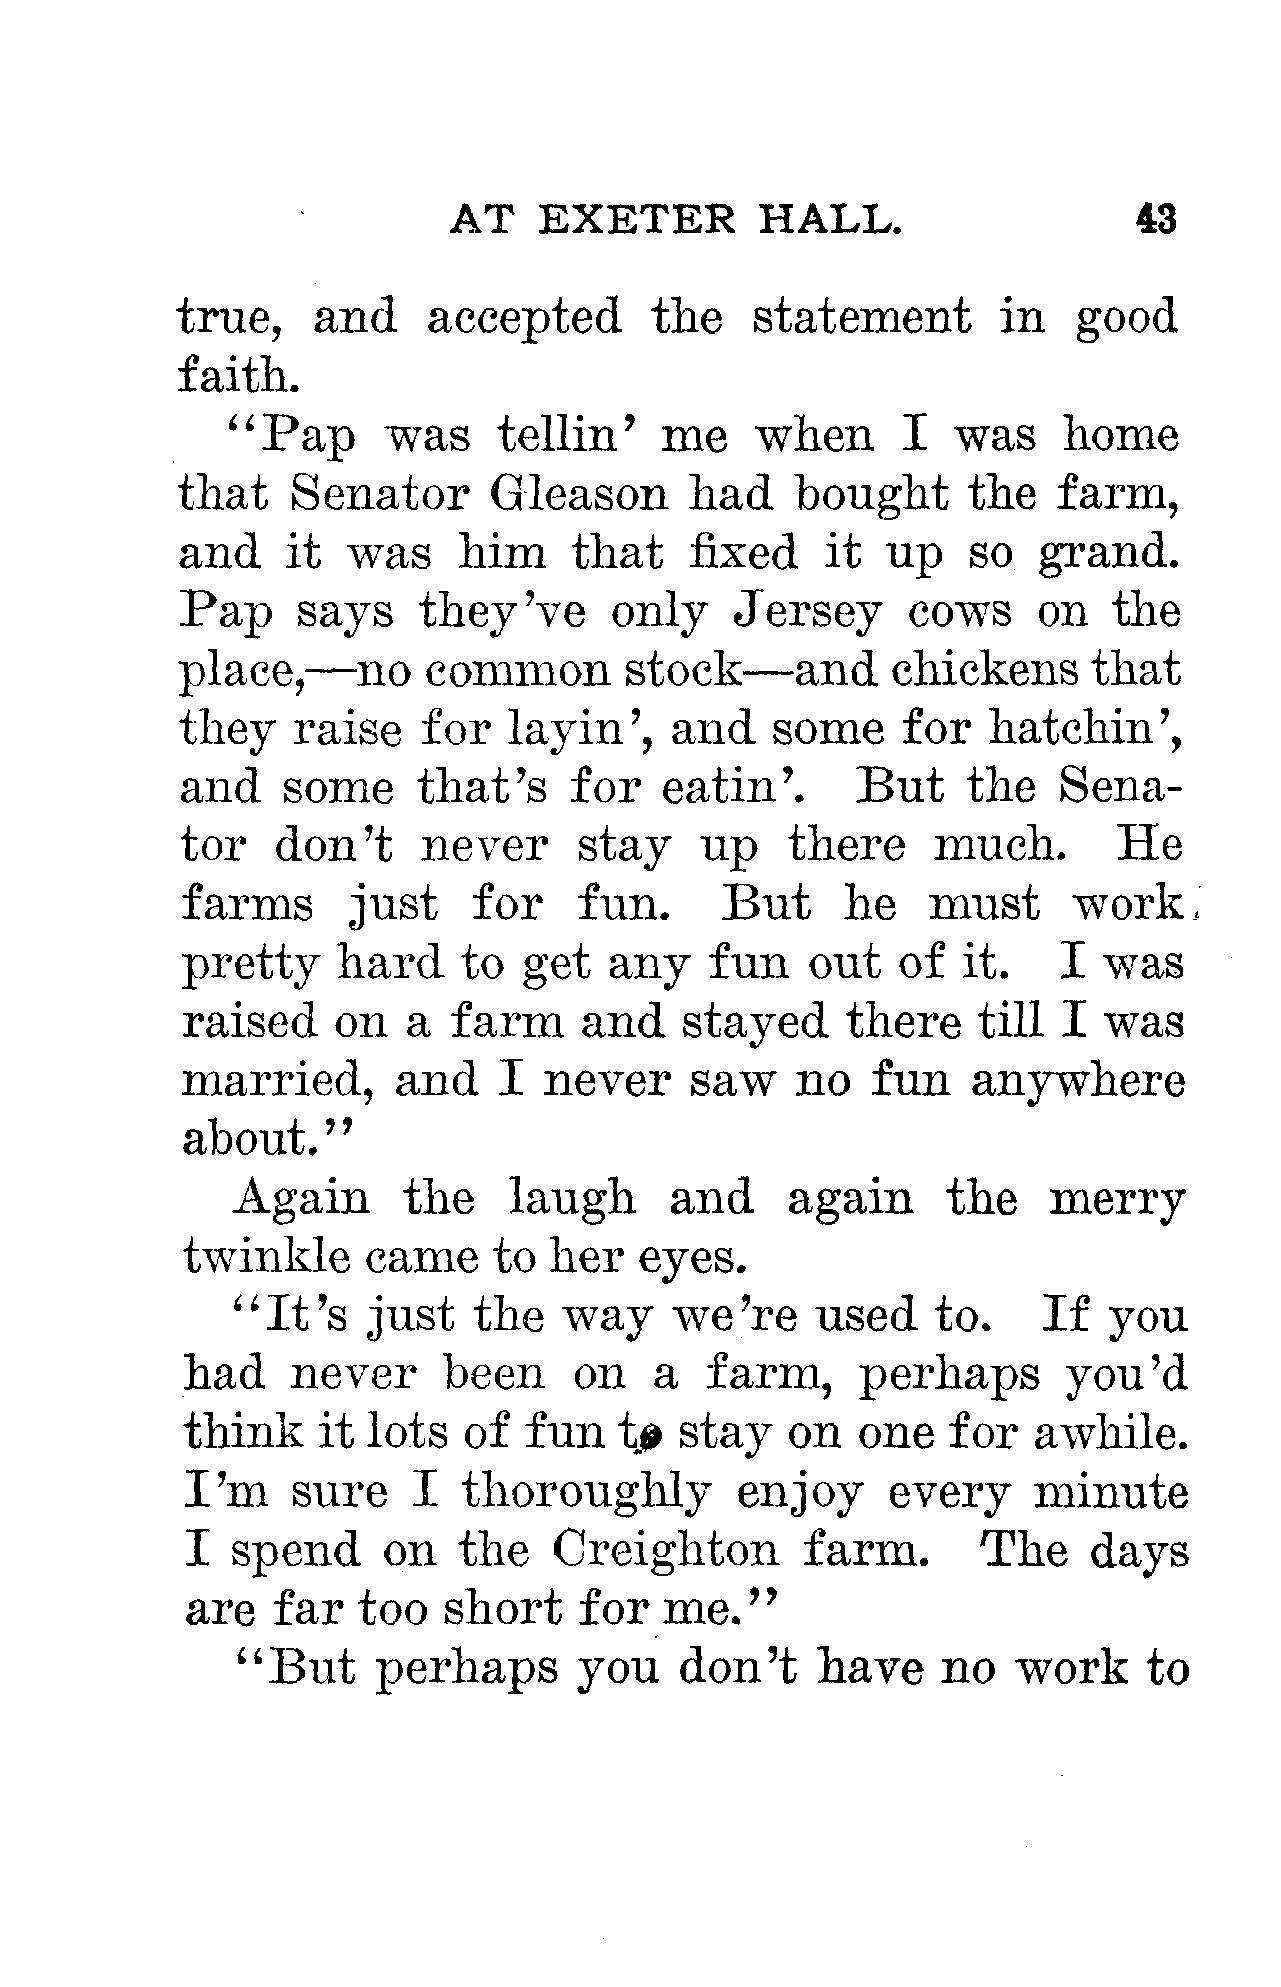 AT EXETER HALL. 43
true, and accepted the statement in good
faith.
"Pap was tellin' me when I was home
that Senator Gleason had bought the farm,
and it was him that fixed it up so grand.
Pap says they've only Jersey cows on the
place,—no common stock—and chickens that
they raise for layin', and some for hatchin',
and some that's for eatin'. But the Sena-
tor don't never stay up there much. He
farms just for fun. But he must work
pretty hard to get any fun out of it. I was
raised on a farm and stayed there till I was
married, and I never saw no fun anywhere
about."
Again the laugh and again the merry
twinkle came to her eyes.
"It's just the way we're used to. If you
had never been on a farm, perhaps you'd
think it lots of fun to stay on one for awhile.
I'm sure I thoroughly enjoy every minute
I spend on the Creighton farm. The days
are far too short for me."
"But perhaps you don't have no work to